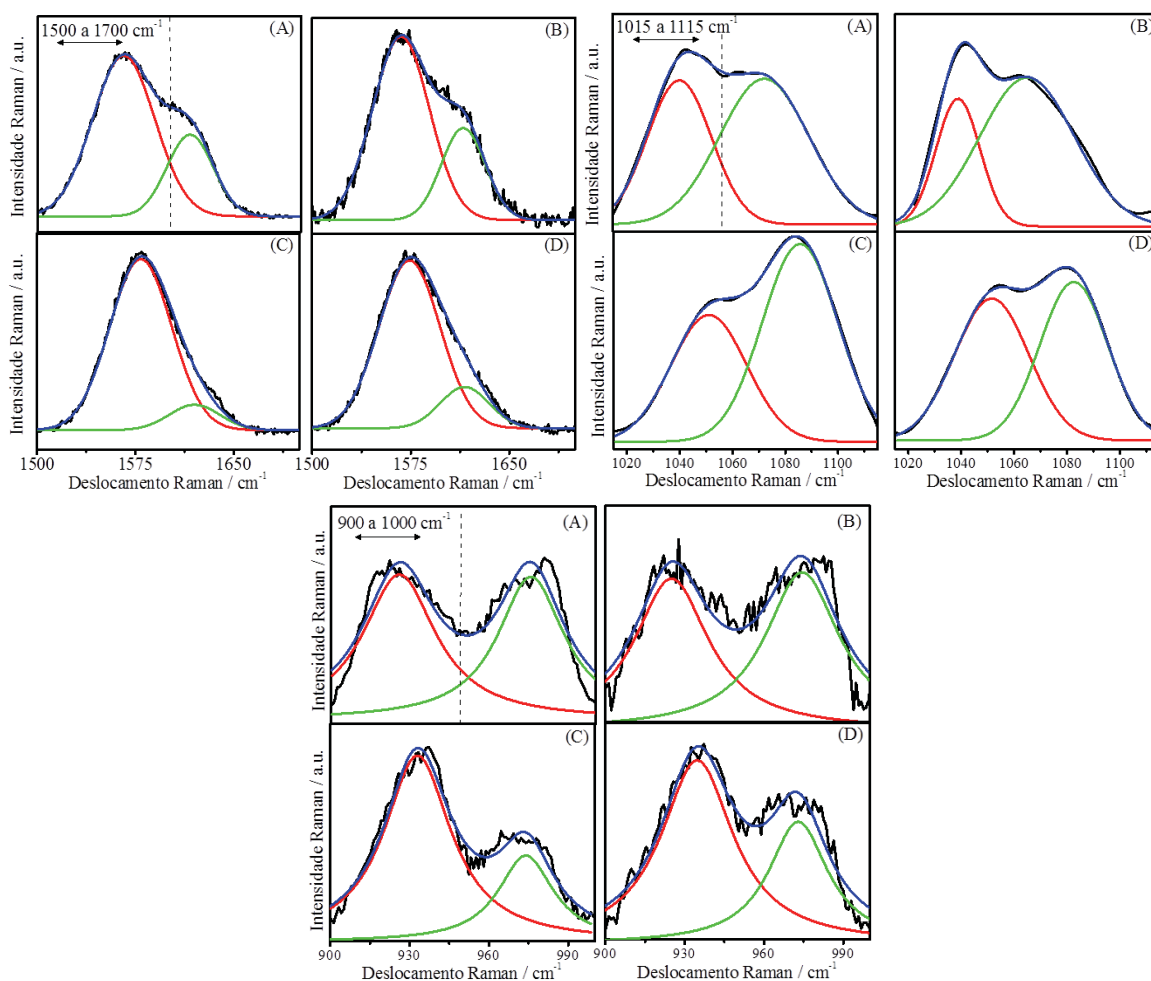 (A)
1500 a 1700 cm⁻¹
Intensidade Raman / a.u.
(B)
(C)
Intensidade Raman / a.u.
(D)
1500 1575 1650
1500 1575 1650
Deslocamento Raman / cm⁻¹
Deslocamento Raman / cm⁻¹
(A)
1015 a 1115 cm⁻¹
Intensidade Raman / a.u.
(B)
(C)
Intensidade Raman / a.u.
(D)
1020 1040 1060 1080 1100
1020 1040 1060 1080 1100
Deslocamento Raman / cm⁻¹
Deslocamento Raman / cm⁻¹
(A)
900 a 1000 cm⁻¹
Intensidade Raman / a.u.
(B)
(C)
Intensidade Raman / a.u.
(D)
900 930 960 990
900 930 960 990
Deslocamento Raman / cm⁻¹
Deslocamento Raman / cm⁻¹